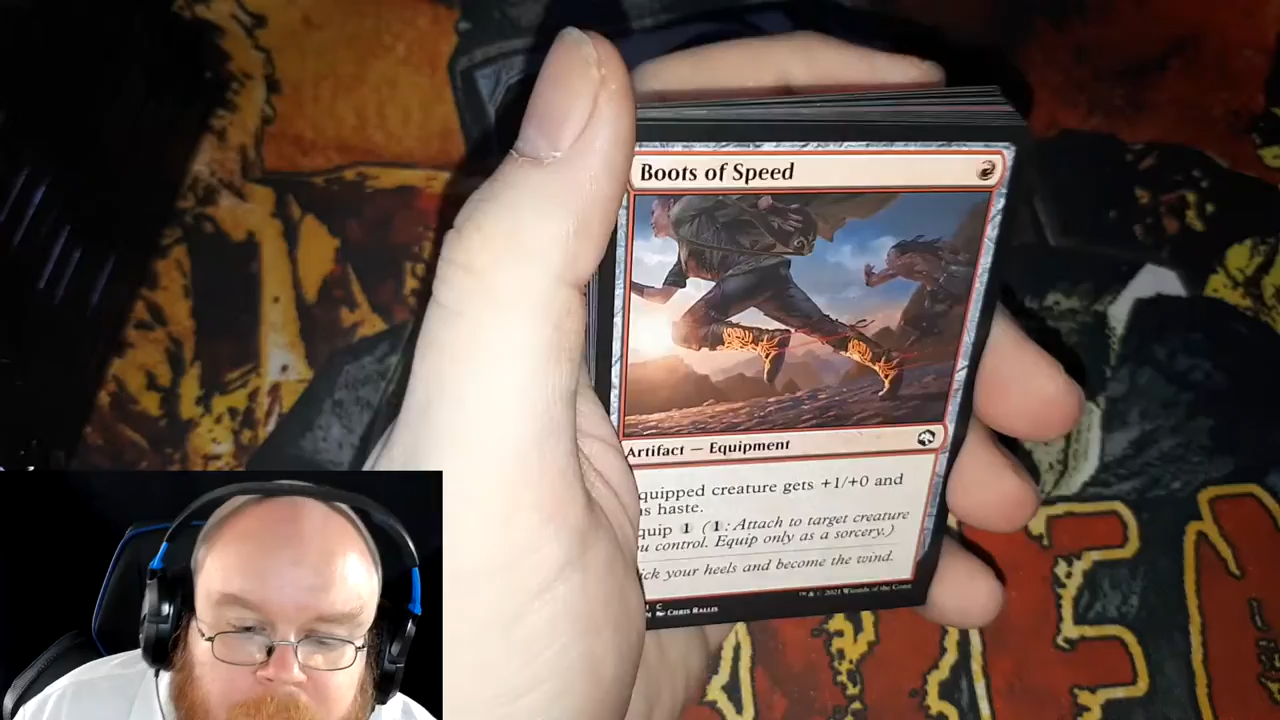 Boots of Speed
Artifact — Equipment
quipped creature gets +1/+0 and
s haste.
quip 1 (1: Attach to target creature
u control. Equip only as a sorcery.)
ick your heels and become the wind.
C
N CHRIS RALLIS
™ & © 2021 Wizards of the Coast